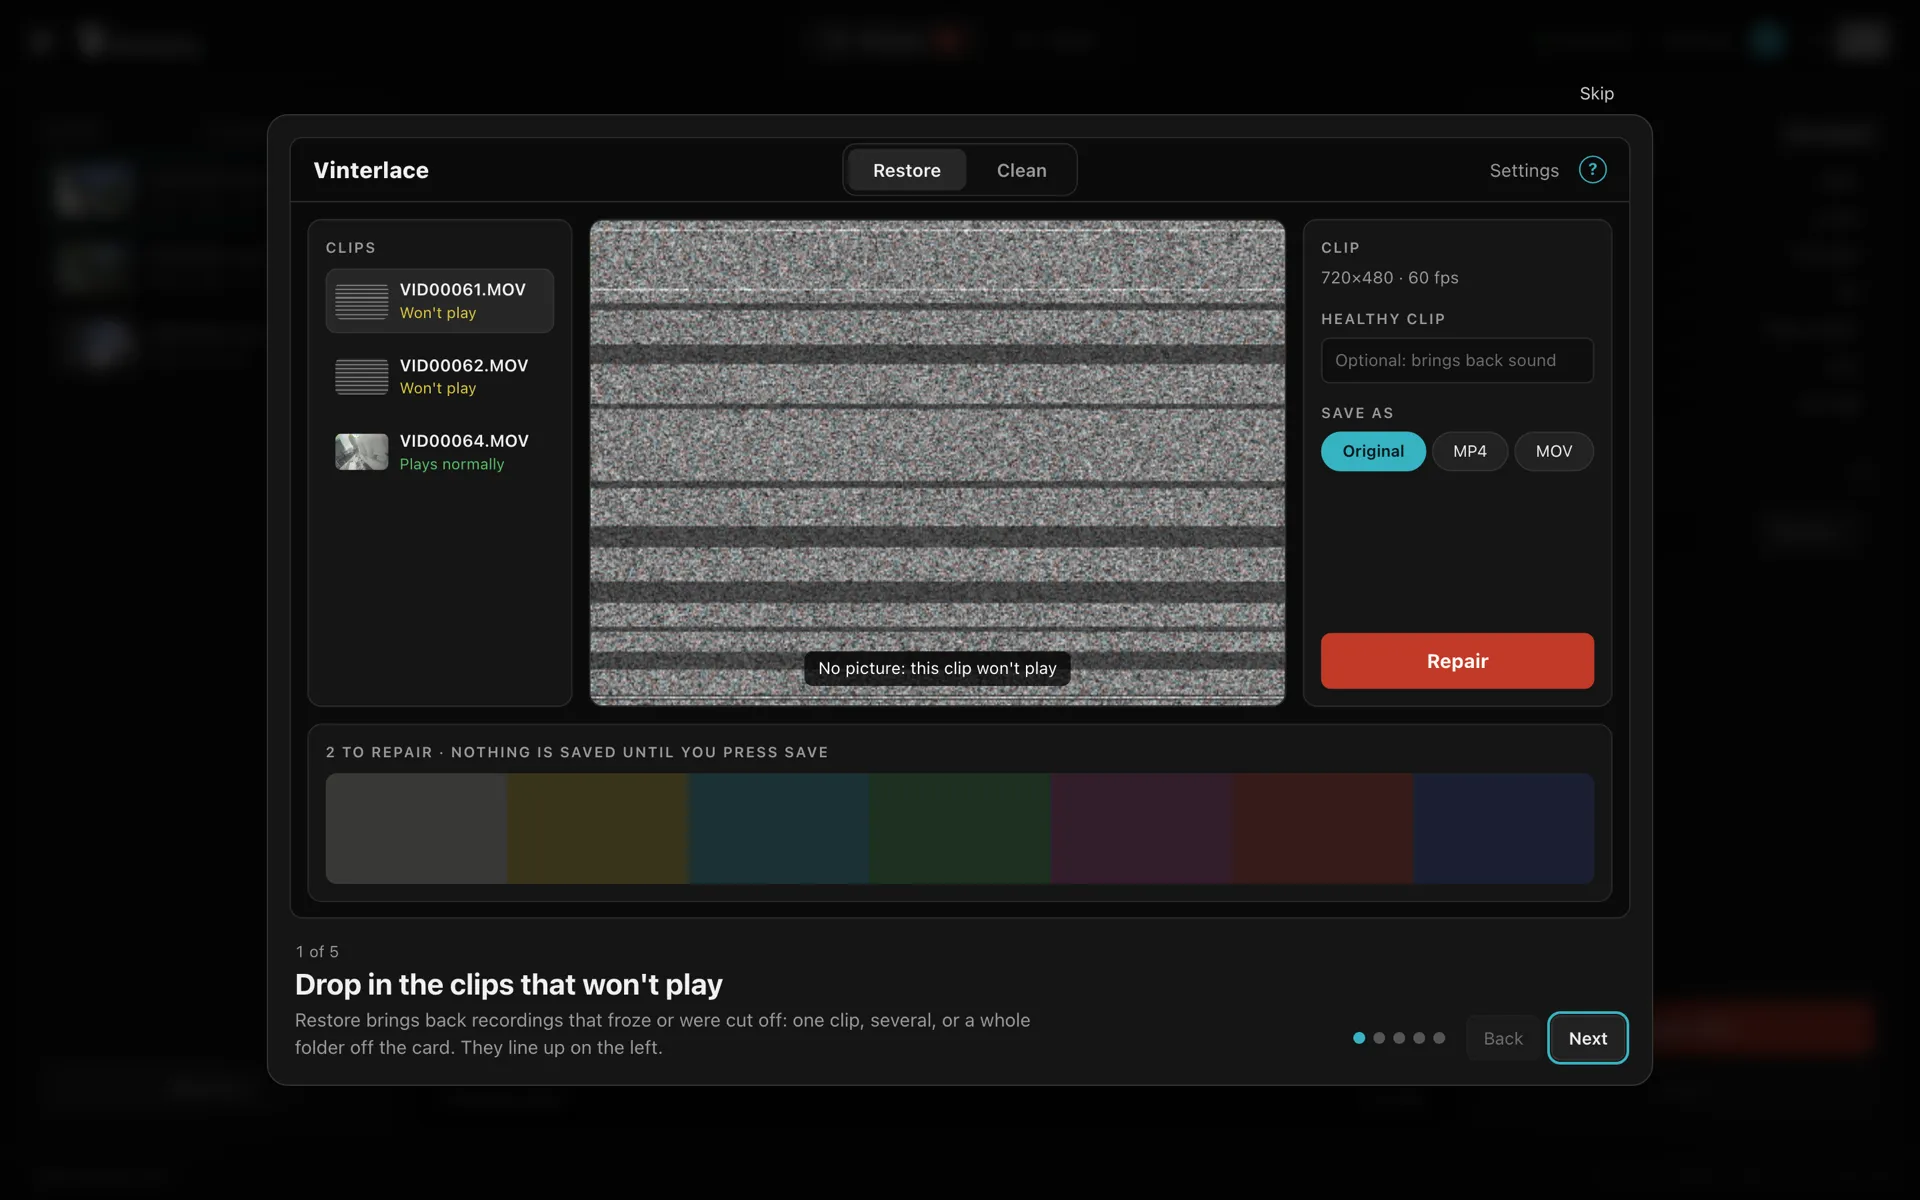 Skip
Vinterlace
Restore
Clean
Settings
?
CLIPS
VID00061.MOV
Won't play
VID00062.MOV
Won't play
VID00064.MOV
Plays normally
No picture: this clip won't play
CLIP
720×480 · 60 fps
HEALTHY CLIP
Optional: brings back sound
SAVE AS
Original
MP4
MOV
Repair
2 TO REPAIR · NOTHING IS SAVED UNTIL YOU PRESS SAVE
1 of 5
Drop in the clips that won't play
Restore brings back recordings that froze or were cut off: one clip, several, or a whole
folder off the card. They line up on the left.
Back
Next